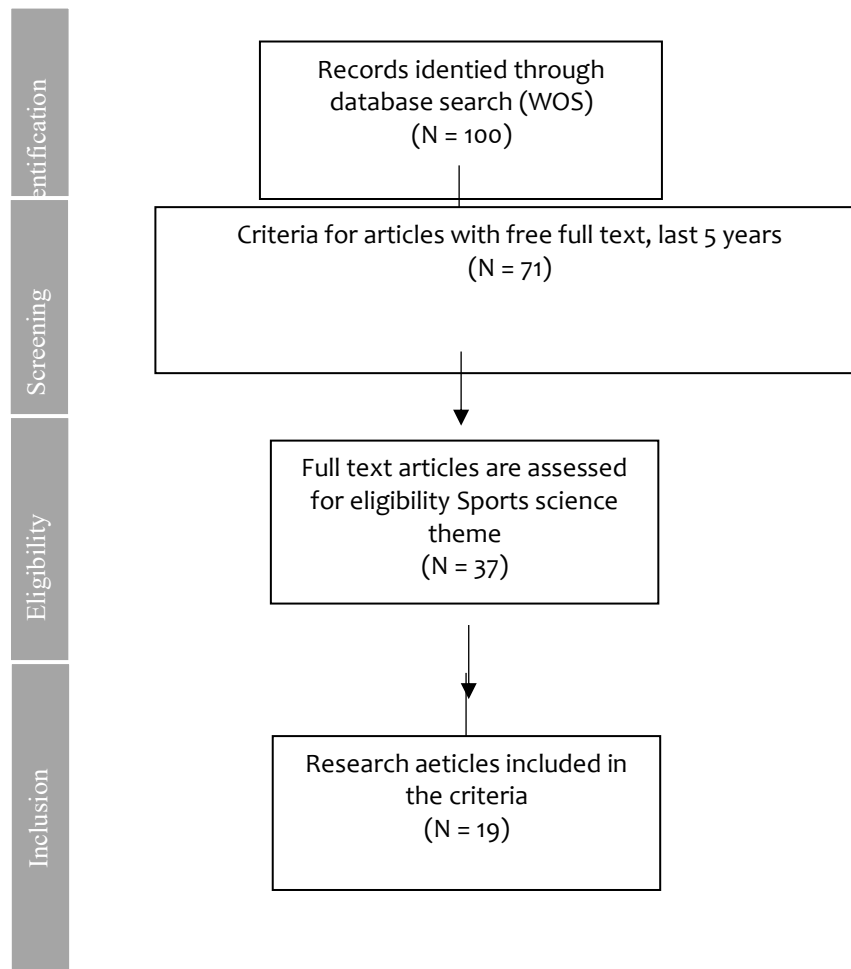 entification
Records identied through
database search (WOS)
(N = 100)
Screening
Criteria for articles with free full text, last 5 years
(N = 71)
Eligibility
Full text articles are assessed
for eligibility Sports science
theme
(N = 37)
Inclusion
Research aeticles included in
the criteria
(N = 19)